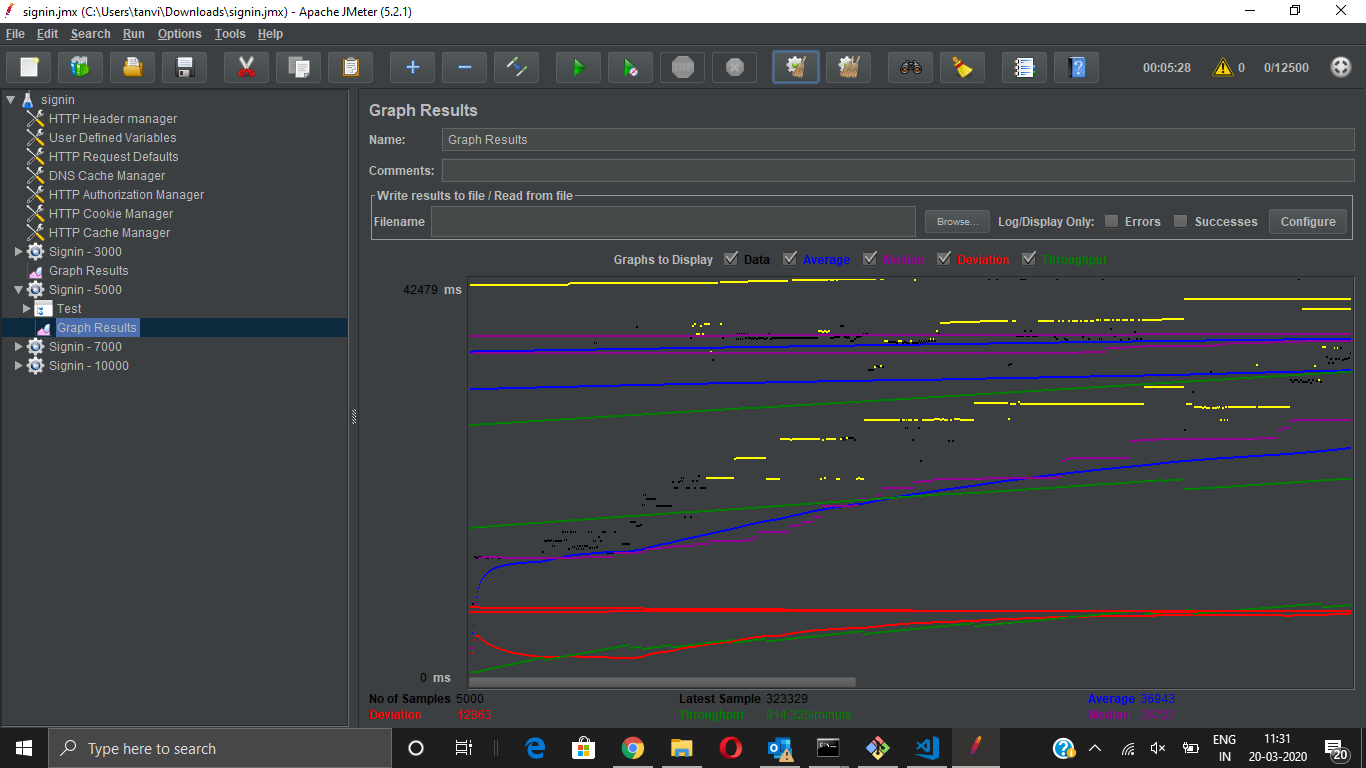 signin.jmx (C:\Users\tanvi\Downloads\signin.jmx) - Apache JMeter (5.2.1)
File Edit Search Run Options Tools Help
STOP 00:05:28 0 0/12500
signin
HTTP Header manager
User Defined Variables
HTTP Request Defaults
DNS Cache Manager
HTTP Authorization Manager
HTTP Cookie Manager
HTTP Cache Manager
Signin - 3000
Graph Results
Signin - 5000
Test
Graph Results
Signin - 7000
Signin - 10000
Graph Results
Name: Graph Results
Comments:
Write results to file / Read from file
Filename Browse... Log/Display Only: Errors Successes Configure
Graphs to Display Data Average Median Deviation Throughput
42479 ms
0 ms
No of Samples 5000 Latest Sample 323329 Average 36943
Deviation 12863 Throughput 914.325/minute Median
Type here to search
ENG
IN
11:31
20-03-2020
20